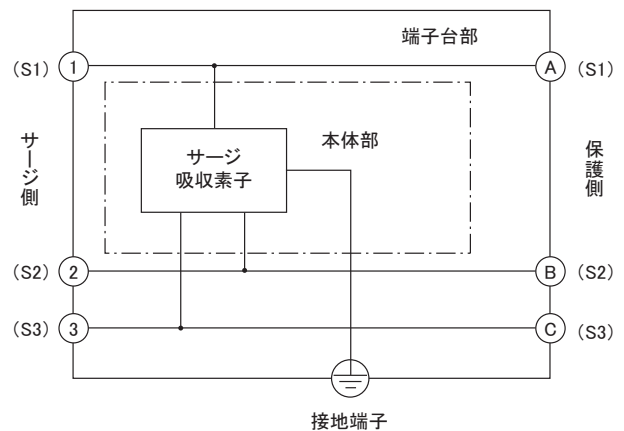 端子台部
(S1) 1 A (S1)
本体部
サージ
吸収素子
サージ側
保護側
(S2) 2 B (S2)
(S3) 3 C (S3)
接地端子